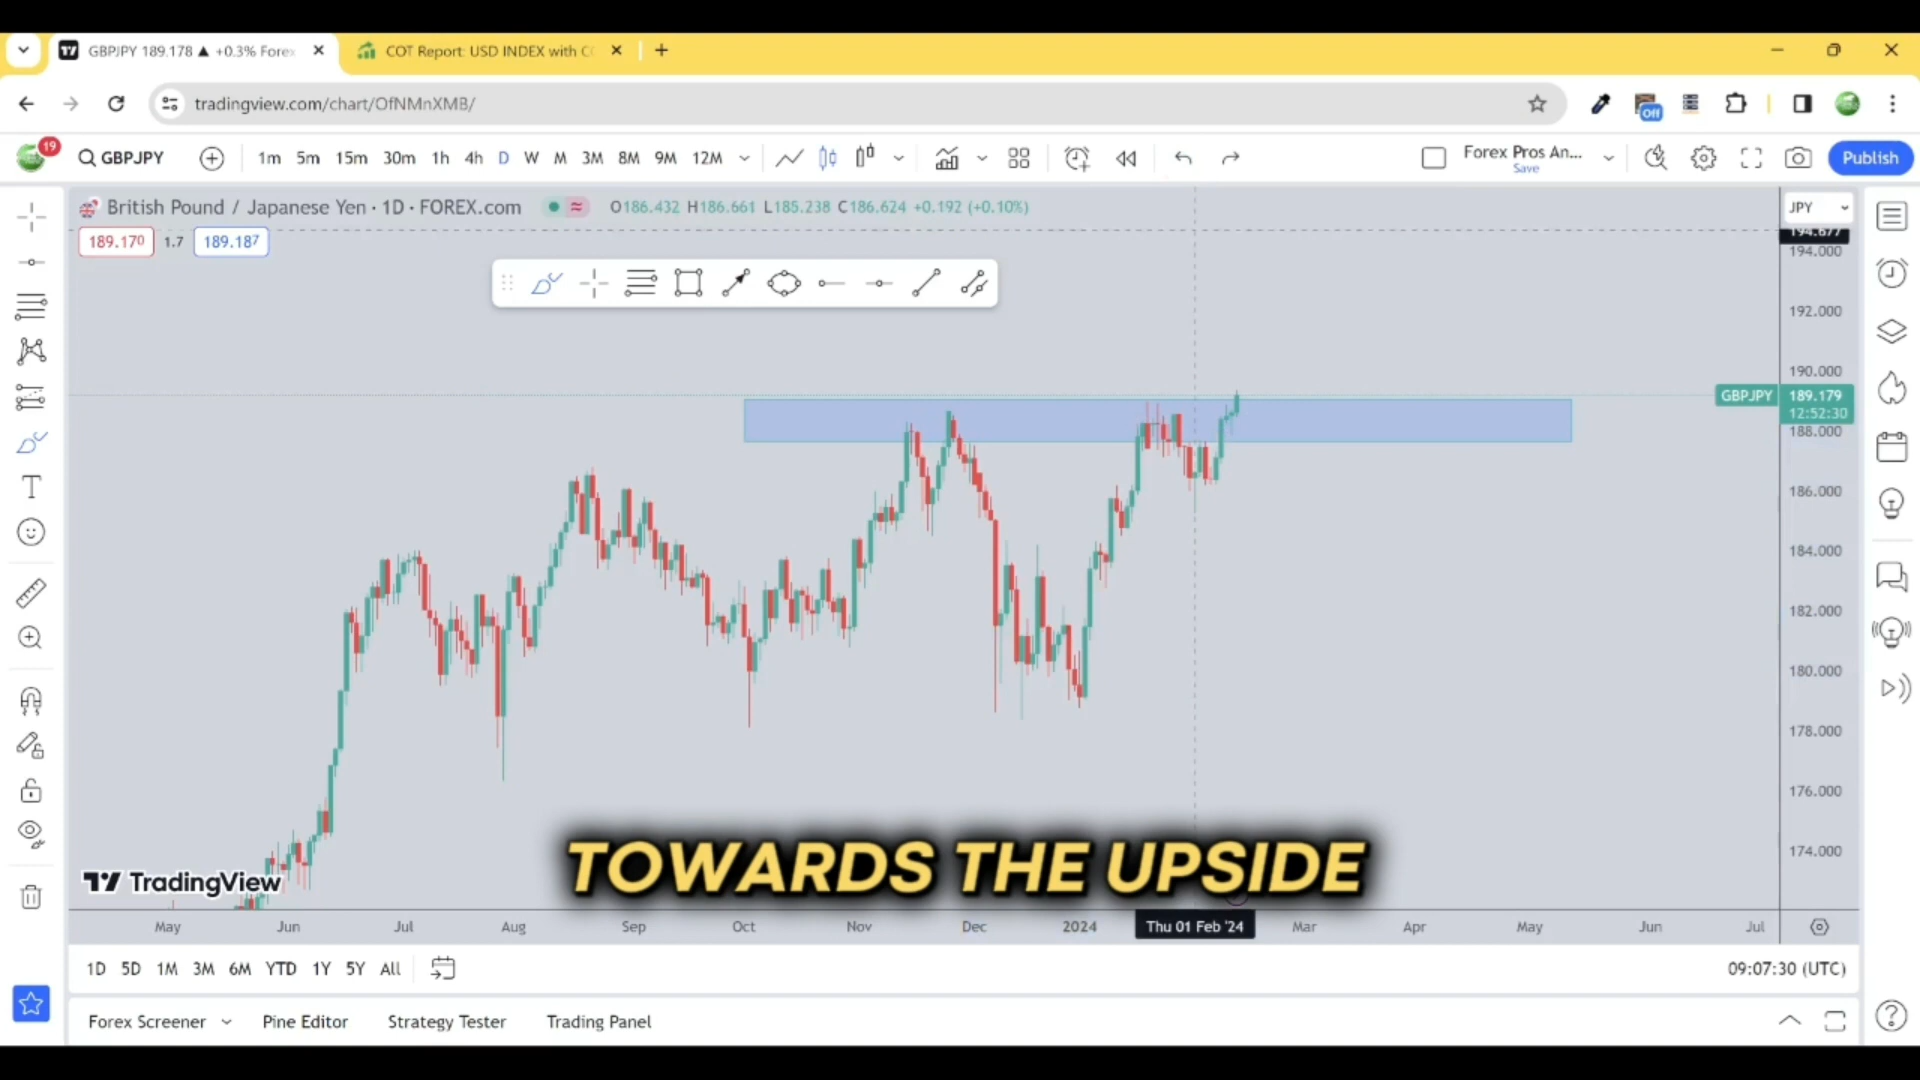 GBPJPY 189.178 ▲ +0.3% Forex
COT Report: USD INDEX with CO
tradingview.com/chart/OfNMnXMB/
Off
19
GBPJPY
1m 5m 15m 30m 1h 4h D W M 3M 8M 9M 12M
Forex Pros An...
Save
Publish
British Pound / Japanese Yen · 1D · FOREX.com
O186.432 H186.661 L185.238 C186.624 +0.192 (+0.10%)
JPY
189.170 1.7 189.187
194.677
194.000
192.000
190.000
GBPJPY 189.179
12:52:30
188.000
186.000
184.000
182.000
180.000
178.000
176.000
174.000
TOWARDS THE UPSIDE
TradingView
May Jun Jul Aug Sep Oct Nov Dec 2024 Thu 01 Feb '24 Mar Apr May Jun Jul
1D 5D 1M 3M 6M YTD 1Y 5Y All
09:07:30 (UTC)
Forex Screener Pine Editor Strategy Tester Trading Panel